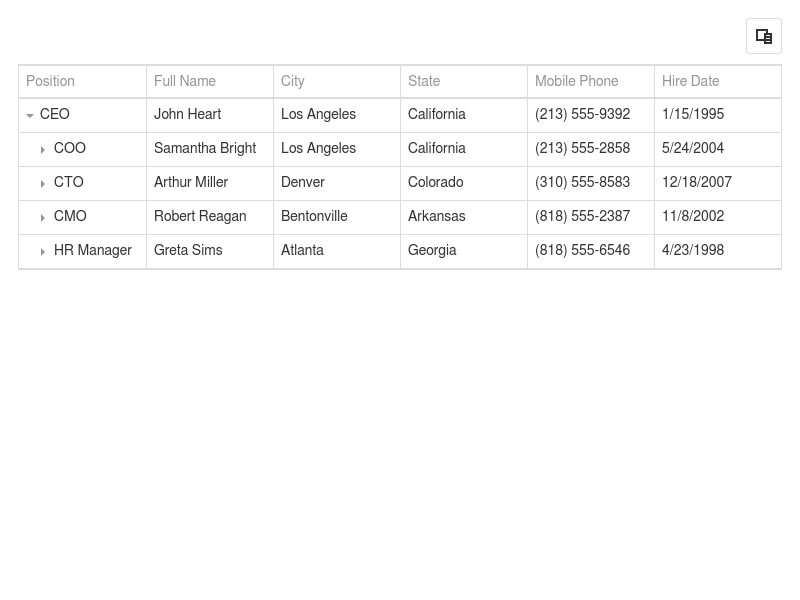 Position Full Name City State Mobile Phone Hire Date
CEO John Heart Los Angeles California (213) 555-9392 1/15/1995
COO Samantha Bright Los Angeles California (213) 555-2858 5/24/2004
CTO Arthur Miller Denver Colorado (310) 555-8583 12/18/2007
CMO Robert Reagan Bentonville Arkansas (818) 555-2387 11/8/2002
HR Manager Greta Sims Atlanta Georgia (818) 555-6546 4/23/1998